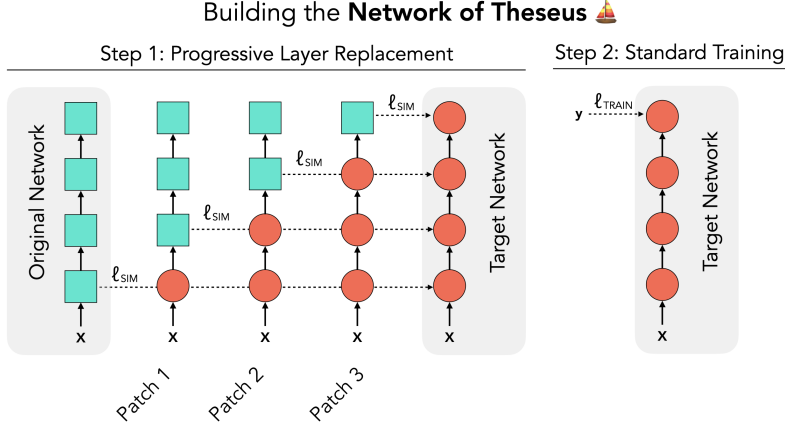 Building the Network of Theseus ⛵
Step 1: Progressive Layer Replacement
Step 2: Standard Training
Original Network
ℓSIM
ℓSIM
ℓSIM
ℓSIM
Target Network
x
x
x
x
x
Patch 1
Patch 2
Patch 3
y
ℓTRAIN
Target Network
x